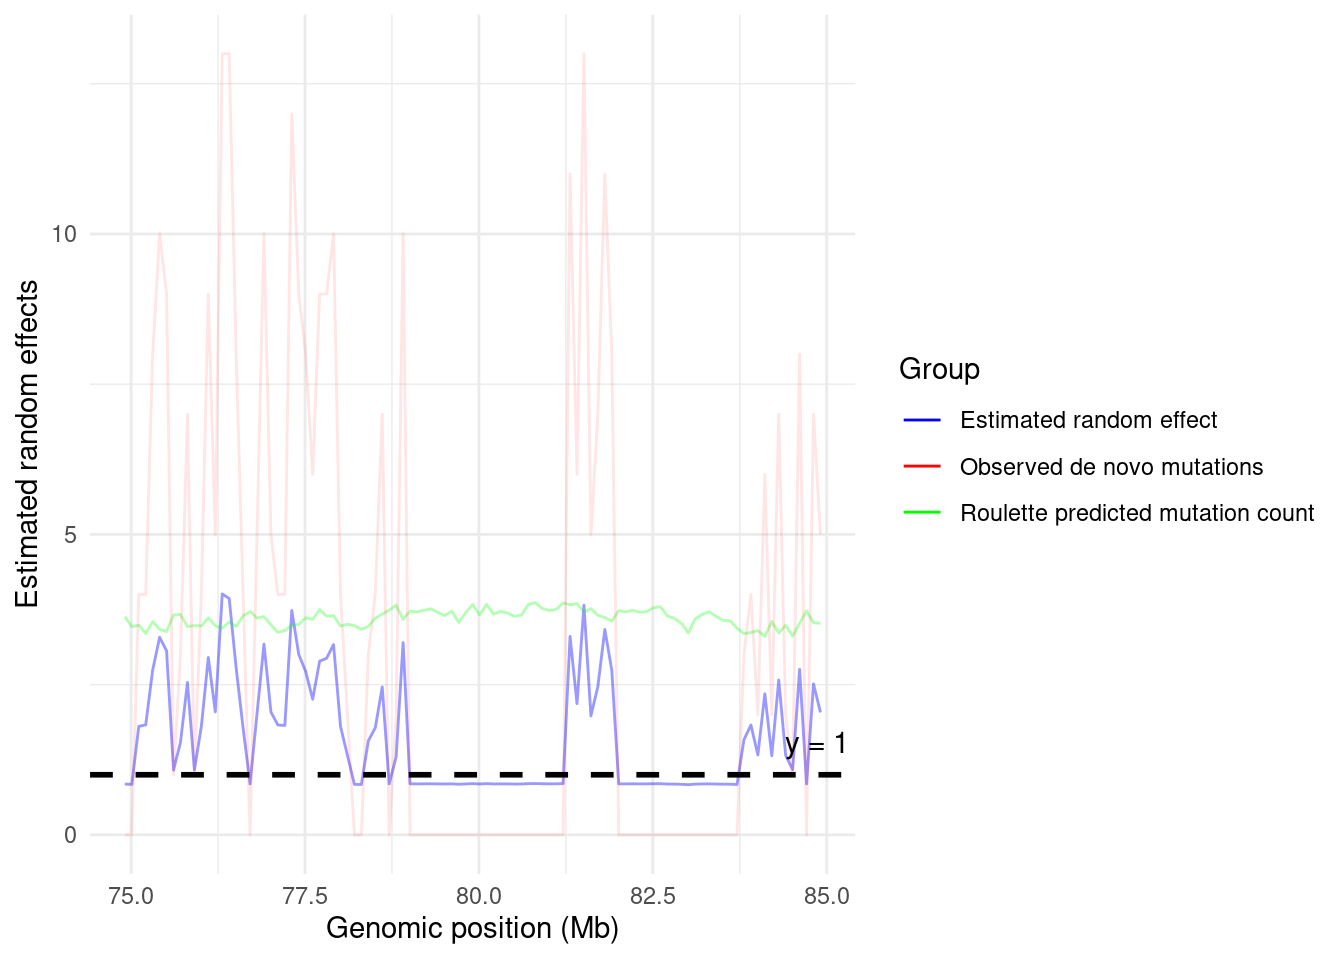 Estimated random effects
10
5
0
y = 1
75.0 77.5 80.0 82.5 85.0
Genomic position (Mb)
Group
Estimated random effect
Observed de novo mutations
Roulette predicted mutation count